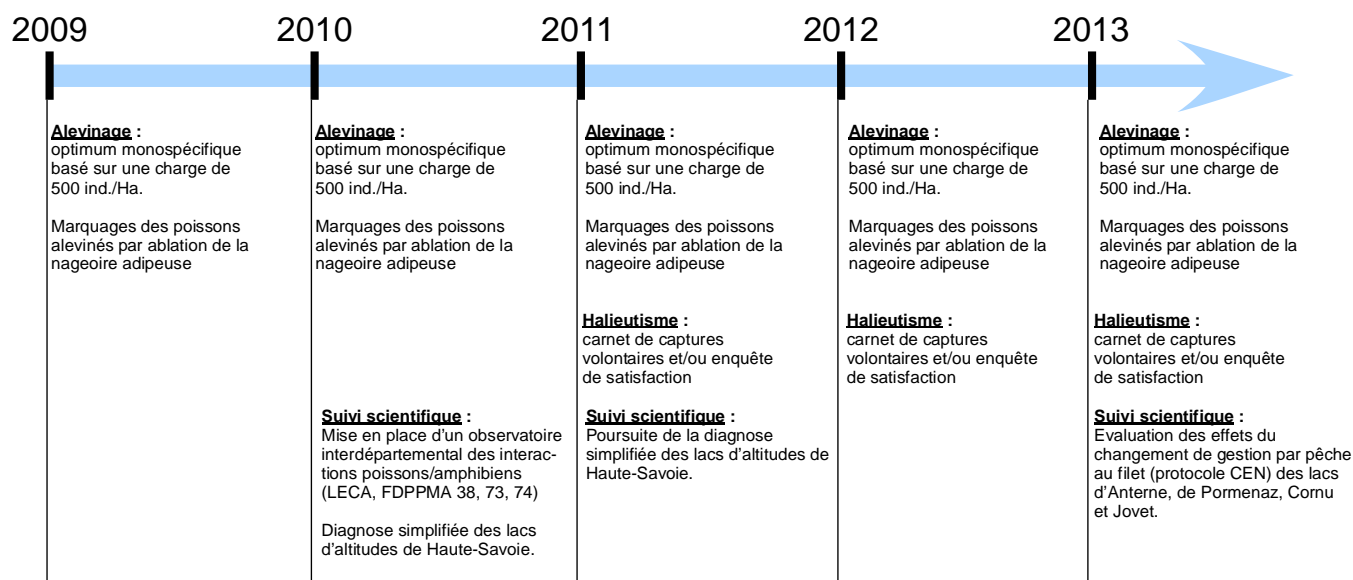 2009
2010
2011
2012
2013
Alevinage :
optimum monospécifique
basé sur une charge de
500 ind./Ha.
Marquages des poissons
alevinés par ablation de la
nageoire adipeuse
Alevinage :
optimum monospécifique
basé sur une charge de
500 ind./Ha.
Marquages des poissons
alevinés par ablation de la
nageoire adipeuse
Suivi scientifique :
Mise en place d'un observatoire
interdépartemental des interac-
tions poissons/amphibiens
(LECA, FDPPMA 38, 73, 74)
Diagnose simplifiée des lacs
d'altitudes de Haute-Savoie.
Alevinage :
optimum monospécifique
basé sur une charge de
500 ind./Ha.
Marquages des poissons
alevinés par ablation de la
nageoire adipeuse
Halieutisme :
carnet de captures
volontaires et/ou enquête
de satisfaction
Suivi scientifique :
Poursuite de la diagnose
simplifiée des lacs d'altitudes de
Haute-Savoie.
Alevinage :
optimum monospécifique
basé sur une charge de
500 ind./Ha.
Marquages des poissons
alevinés par ablation de la
nageoire adipeuse
Halieutisme :
carnet de captures
volontaires et/ou enquête
de satisfaction
Alevinage :
optimum monospécifique
basé sur une charge de
500 ind./Ha.
Marquages des poissons
alevinés par ablation de la
nageoire adipeuse
Halieutisme :
carnet de captures
volontaires et/ou enquête
de satisfaction
Suivi scientifique :
Evaluation des effets du
changement de gestion par pêche
au filet (protocole CEN) des lacs
d'Anterne, de Pormenaz, Cornu
et Jovet.